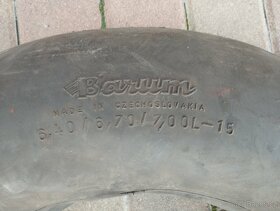 Barum
MADE IN CZECHOSLOVAKIA
6,40/6,70/7,00L-15